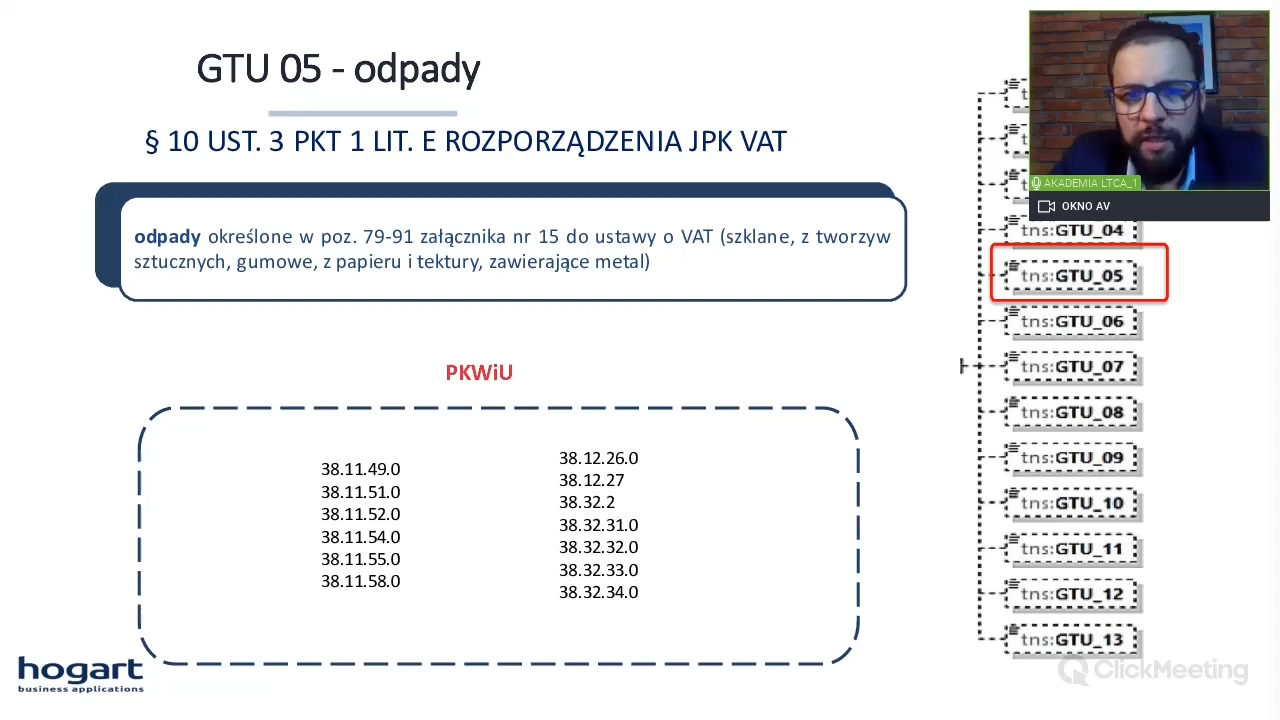 GTU 05 - odpady
§ 10 UST. 3 PKT 1 LIT. E ROZPORZĄDZENIA JPK VAT
odpady określone w poz. 79-91 załącznika nr 15 do ustawy o VAT (szklane, z tworzyw
sztucznych, gumowe, z papieru i tektury, zawierające metal)
PKWiU
38.11.49.0
38.11.51.0
38.11.52.0
38.11.54.0
38.11.55.0
38.11.58.0
38.12.26.0
38.12.27
38.32.2
38.32.31.0
38.32.32.0
38.32.33.0
38.32.34.0
hogart
business applications
AKADEMIA LTCA_1
OKNO AV
tns:GTU_04
tns:GTU_05
tns:GTU_06
tns:GTU_07
tns:GTU_08
tns:GTU_09
tns:GTU_10
tns:GTU_11
tns:GTU_12
tns:GTU_13
ClickMeeting